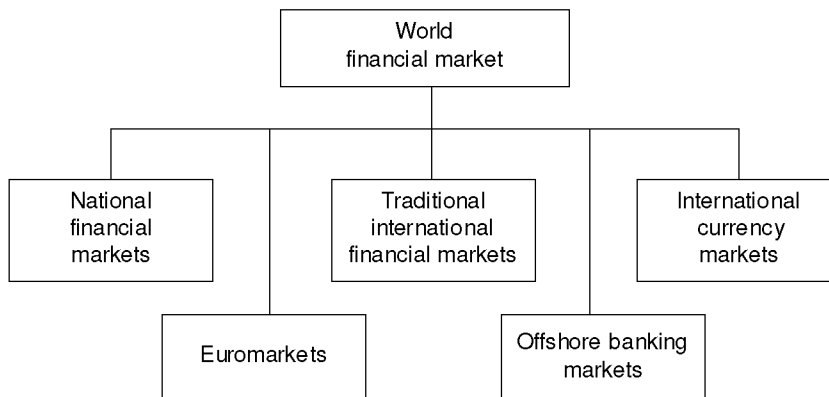 World
financial market
National
financial
markets
Traditional
international
financial markets
International
currency
markets
Euromarkets
Offshore banking
markets